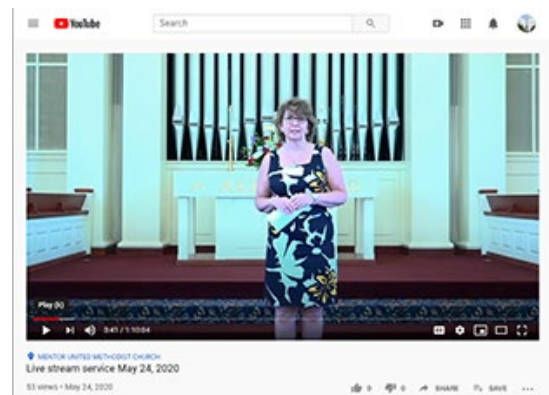 YouTube
Search
Play (k)
3:41 / 1:10:04
MENTOR UNITED METHODIST CHURCH
Live stream service May 24, 2020
53 views • May 24, 2020
0
0
SHARE
SAVE